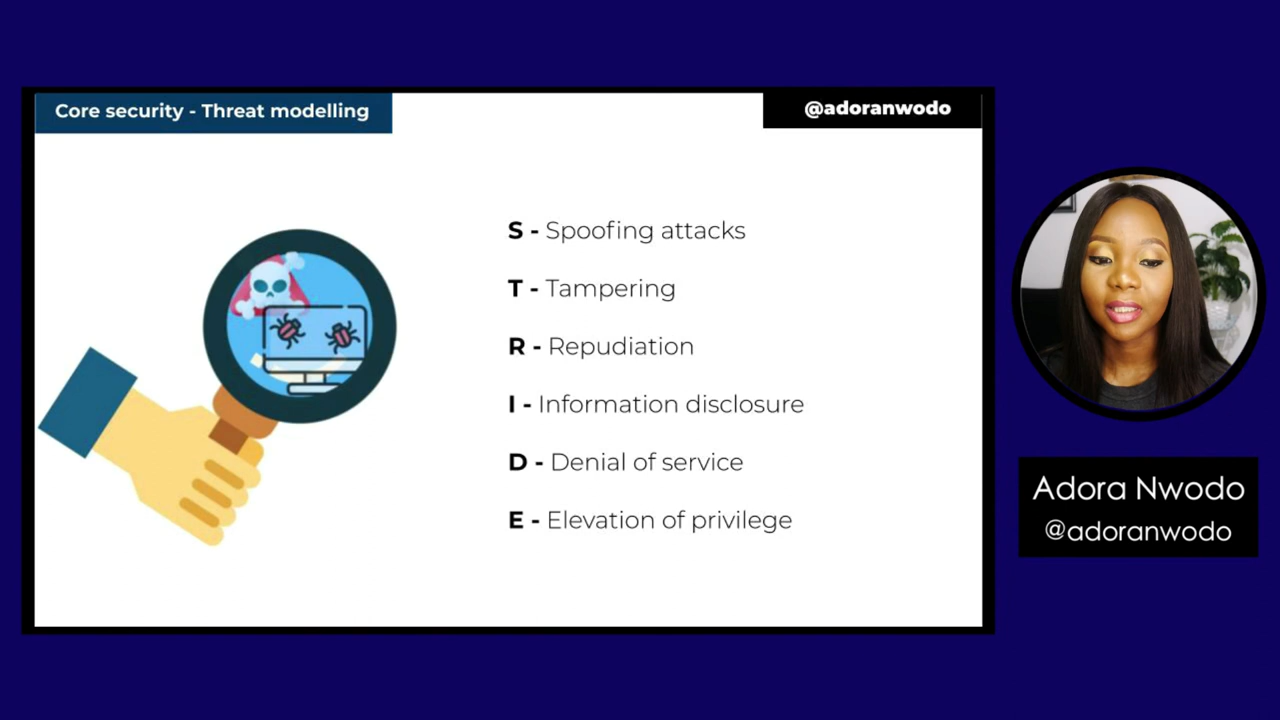 Core security - Threat modelling
@adoranwodo
S - Spoofing attacks
T - Tampering
R - Repudiation
I - Information disclosure
D - Denial of service
E - Elevation of privilege
Adora Nwodo
@adoranwodo